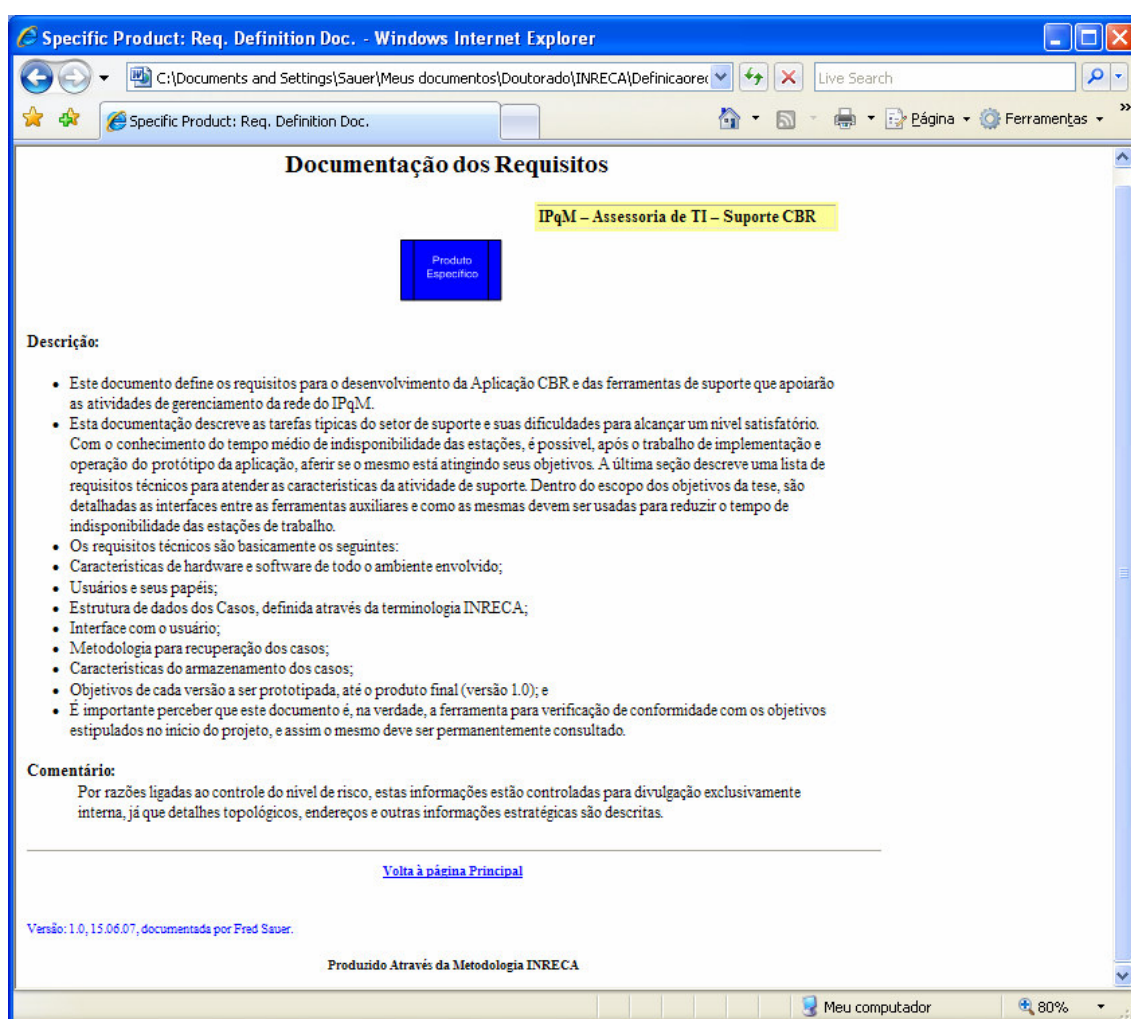 Specific Product: Req. Definition Doc. - Windows Internet Explorer
C:\Documents and Settings\Sauer\Meus documentos\Doutorado\INRECA\Definicaorec
Live Search
Specific Product: Req. Definition Doc.
Página
Ferramentas
»
Documentação dos Requisitos
IPqM – Assessoria de TI – Suporte CBR
Produto
Específico
Descrição:
• Este documento define os requisitos para o desenvolvimento da Aplicação CBR e das ferramentas de suporte que apoiarão
as atividades de gerenciamento da rede do IPqM.
• Esta documentação descreve as tarefas típicas do setor de suporte e suas dificuldades para alcançar um nível satisfatório.
Com o conhecimento do tempo médio de indisponibilidade das estações, é possível, após o trabalho de implementação e
operação do protótipo da aplicação, aferir se o mesmo está atingindo seus objetivos. A última seção descreve uma lista de
requisitos técnicos para atender as características da atividade de suporte. Dentro do escopo dos objetivos da tese, são
detalhadas as interfaces entre as ferramentas auxiliares e como as mesmas devem ser usadas para reduzir o tempo de
indisponibilidade das estações de trabalho.
• Os requisitos técnicos são basicamente os seguintes:
• Características de hardware e software de todo o ambiente envolvido;
• Usuários e seus papéis;
• Estrutura de dados dos Casos, definida através da terminologia INRECA;
• Interface com o usuário;
• Metodologia para recuperação dos casos;
• Características do armazenamento dos casos;
• Objetivos de cada versão a ser prototipada, até o produto final (versão 1.0); e
• É importante perceber que este documento é, na verdade, a ferramenta para verificação de conformidade com os objetivos
estipulados no início do projeto, e assim o mesmo deve ser permanentemente consultado.
Comentário:
Por razões ligadas ao controle do nível de risco, estas informações estão controladas para divulgação exclusivamente
interna, já que detalhes topológicos, endereços e outras informações estratégicas são descritas.
Volta à página Principal
Versão: 1.0, 15.06.07, documentada por Fred Sauer.
Produzido Através da Metodologia INRECA
Meu computador
80%